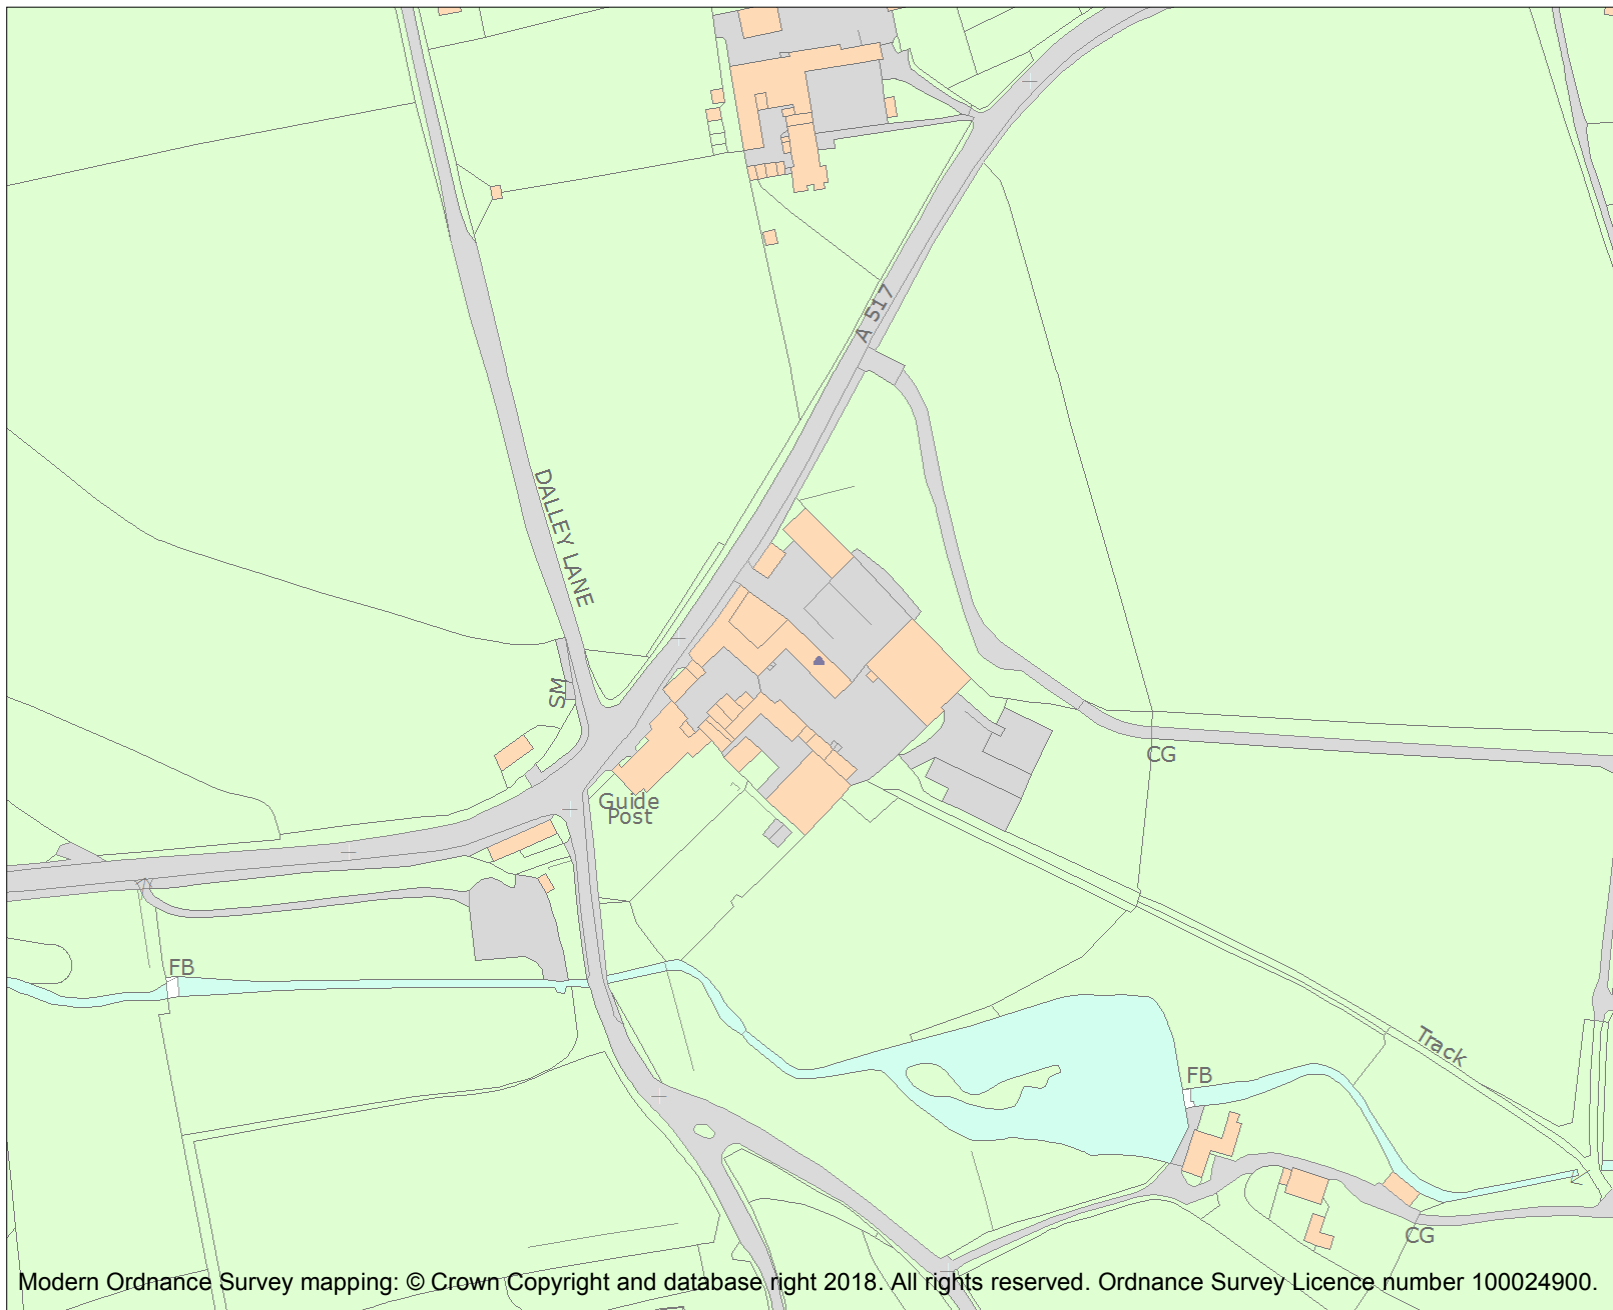 A 517
DALLEY LANE
SM
CG
Guide
Post
FB
Track
FB
CG
Modern Ordnance Survey mapping: © Crown Copyright and database right 2018. All rights reserved. Ordnance Survey Licence number 100024900.